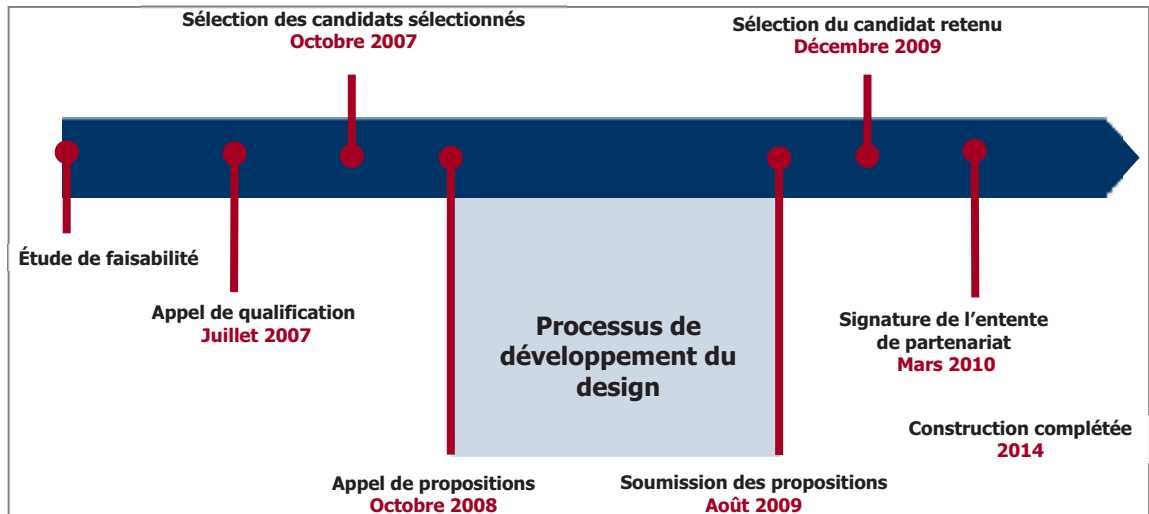 Sélection des candidats sélectionnés
Octobre 2007
Sélection du candidat retenu
Décembre 2009
Étude de faisabilité
Appel de qualification
Juillet 2007
Processus de
développement du
design
Signature de l’entente
de partenariat
Mars 2010
Construction complétée
2014
Appel de propositions
Octobre 2008
Soumission des propositions
Août 2009